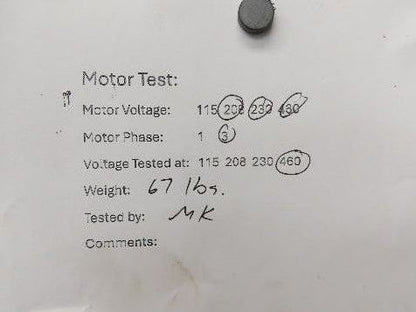 Motor Test:
Motor Voltage: 115 208 230 460
Motor Phase: 1 3
Voltage Tested at: 115 208 230 460
Weight: 67 lbs.
Tested by: MK
Comments: